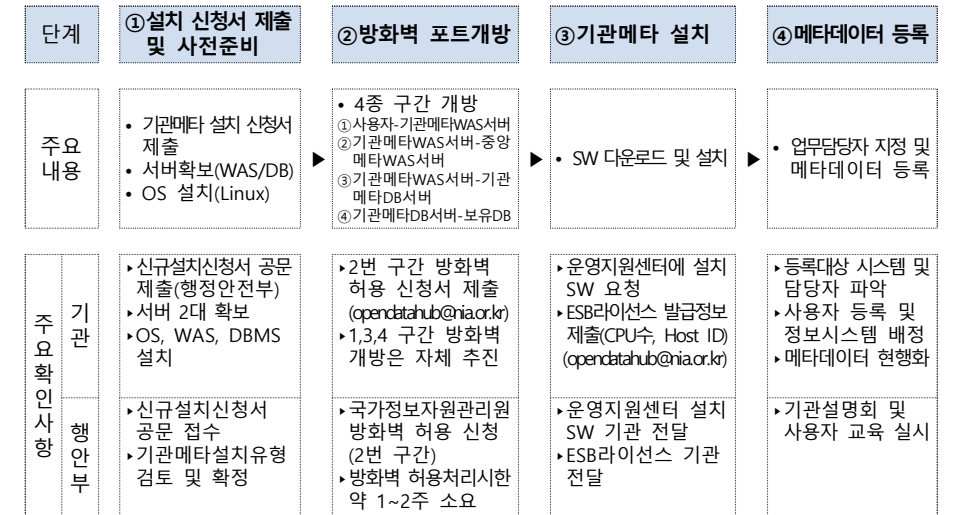 단계
①설치 신청서 제출
및 사전준비
②방화벽 포트개방
③기관메타 설치
④메타데이터 등록
주요
내용
• 기관메타 설치 신청서
제출
• 서버확보(WAS/DB)
• OS 설치(Linux)
▶
• 4종 구간 개방
①사용자-기관메타WAS서버
②기관메타WAS서버-중앙
메타WAS서버
③기관메타WAS서버-기관
메타DB서버
④기관메타DB서버-보유DB
▶
• SW 다운로드 및 설치
▶
• 업무담당자 지정 및
메타데이터 등록
주요확인사항
기관
▸신규설치신청서 공문
제출(행정안전부)
▸서버 2대 확보
▸OS, WAS, DBMS
설치
▸2번 구간 방화벽
허용 신청서 제출
(opendatahub@nia.or.kr)
▸1,3,4 구간 방화벽
개방은 자체 추진
▸운영지원센터에 설치
SW 요청
▸ESB라이선스 발급정보
제출(CPU수, Host ID)
(opendatahub@nia.or.kr)
▸등록대상 시스템 및
담당자 파악
▸사용자 등록 및
정보시스템 배정
▸메타데이터 현행화
행안부
▸신규설치신청서
공문 접수
▸기관메타설치유형
검토 및 확정
▸국가정보자원관리원
방화벽 허용 신청
(2번 구간)
▸방화벽 허용처리시한
약 1~2주 소요
▸운영지원센터 설치
SW 기관 전달
▸ESB라이선스 기관
전달
▸기관설명회 및
사용자 교육 실시